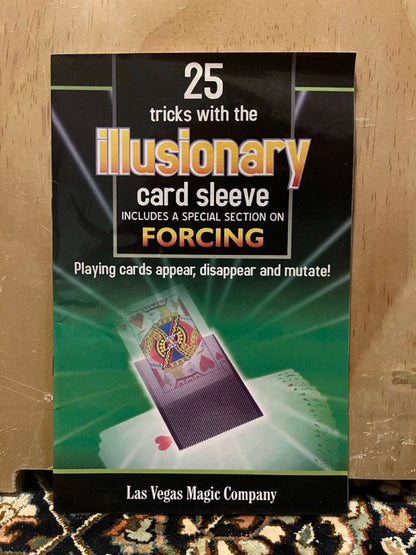 25
tricks with the
illusionary
card sleeve
INCLUDES A SPECIAL SECTION ON
FORCING
Playing cards appear, disappear and mutate!
Las Vegas Magic Company